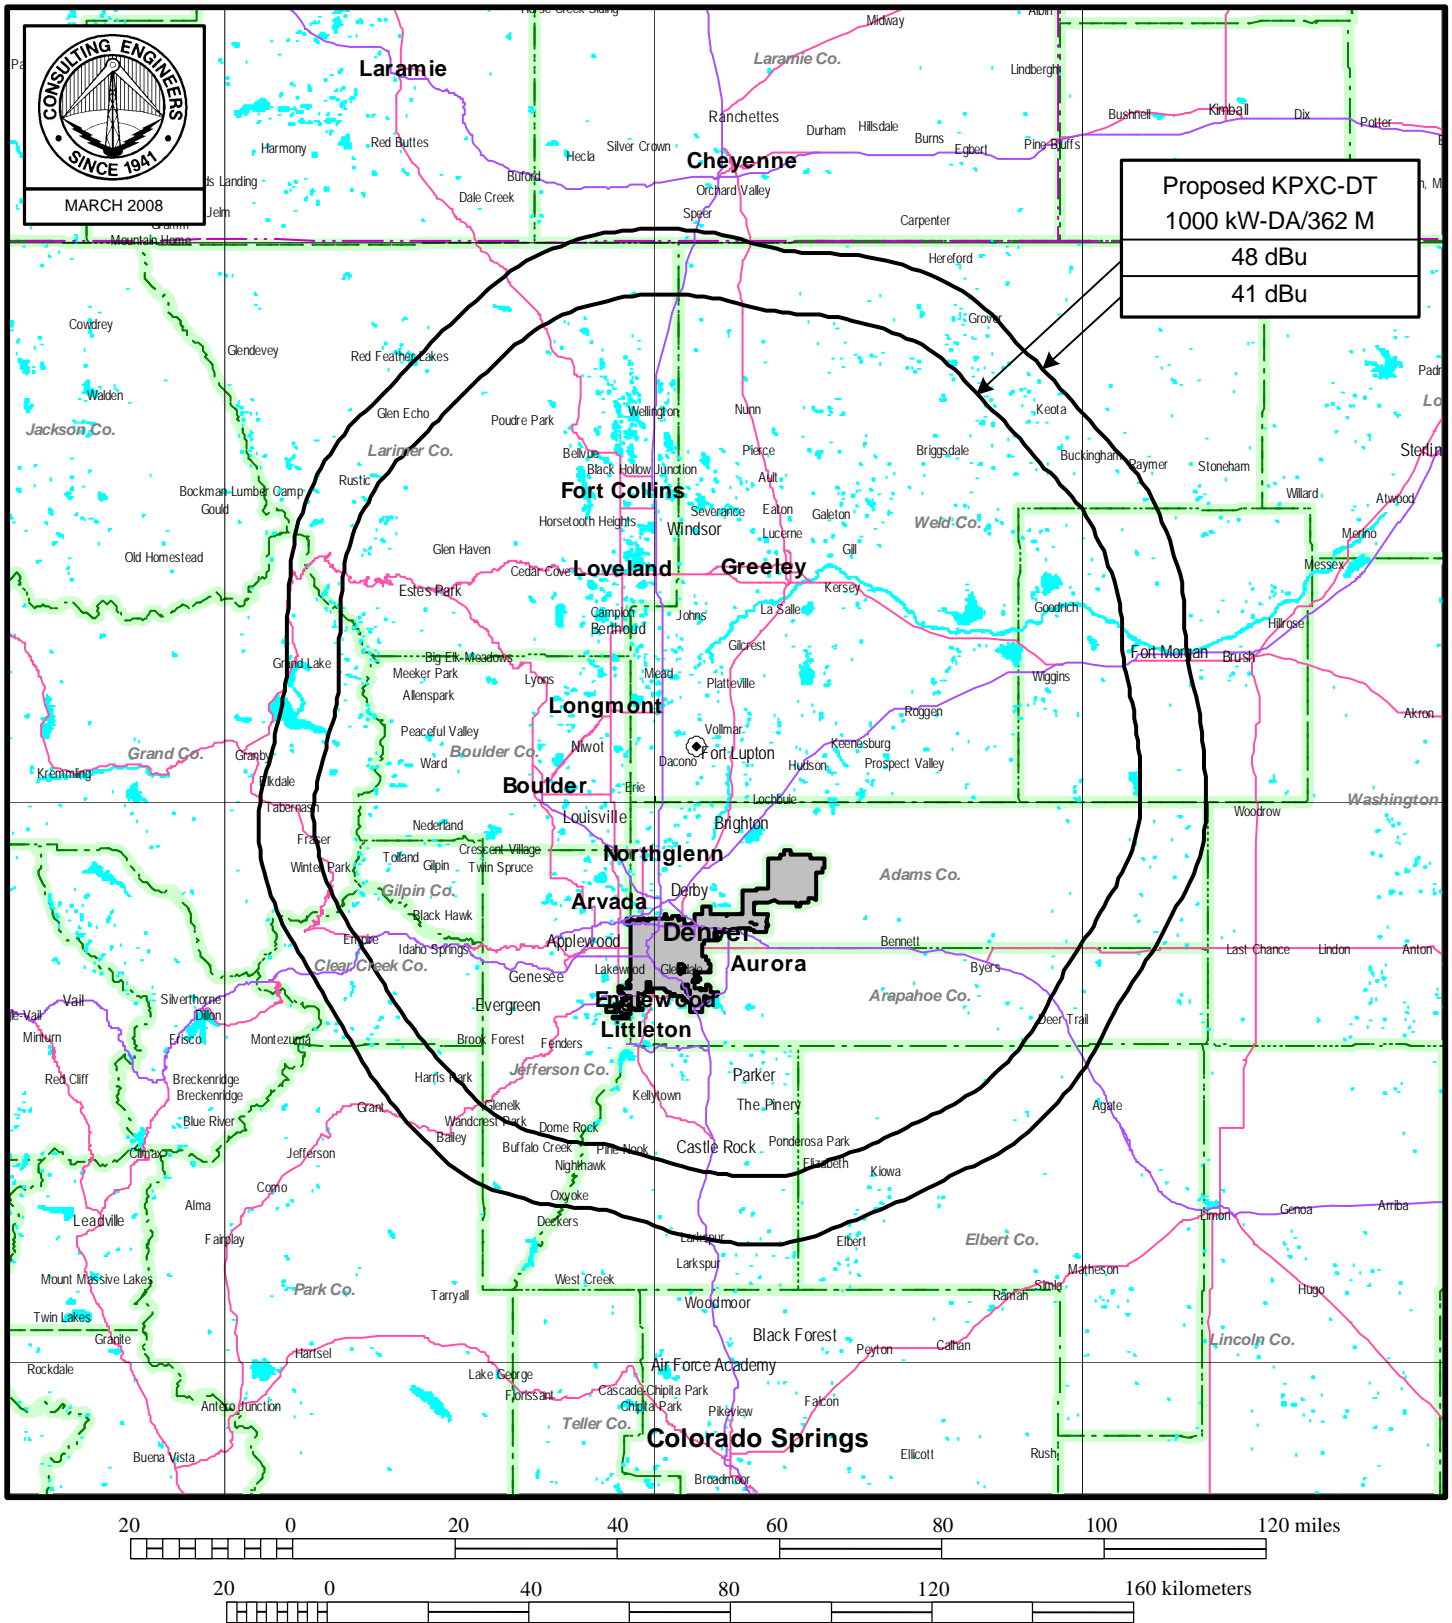 Horse Creek Siding
Midway
Albin
CONSULTING ENGINEERS
SINCE 1941
MARCH 2008
Laramie
Laramie Co.
Lindbergh
Ranchettes
Bushnell
Kimball
Dix
Potter
Durham
Hillsdale
Burns
Egbert
Pine Bluffs
Harmony
Red Buttes
Hecla
Silver Crown
Cheyenne
Buford
Orchard Valley
ds Landing
Dale Creek
Jelm
Speer
Carpenter
Mountain Home
Proposed KPXC-DT
1000 kW-DA/362 M
48 dBu
41 dBu
Hereford
Cowdrey
Glendevey
Red Feather Lakes
Grover
Walden
Padr
Jackson Co.
Glen Echo
Poudre Park
Wellington
Nunn
Keota
Lo
Larimer Co.
Bellvue
Pierce
Briggsdale
Buckingham
Raymer
Stoneham
Sterlin
Black Hollow Junction
Ault
Rustic
Bockman Lumber Camp
Fort Collins
Willard
Atwood
Gould
Horsetooth Heights
Severance
Eaton
Galeton
Weld Co.
Windsor
Lucerne
Merino
Old Homestead
Glen Haven
Gill
Cedar Cove
Loveland
Greeley
Messex
Estes Park
Kersey
Campion
Johns
La Salle
Goodrich
Berthoud
Hillrose
Gilcrest
Grand Lake
Big Elk Meadows
Fort Morgan
Brush
Meeker Park
Lyons
Mead
Platteville
Wiggins
Allenspark
Longmont
Roggen
Akron
Peaceful Valley
Vollmar
Grand Co.
Granby
Boulder Co.
Niwot
Fort Lupton
Keenesburg
Kremmling
Ward
Dacono
Hudson
Prospect Valley
Elkdale
Boulder
Erie
Lochbuie
Washington
Tabernash
Louisville
Brighton
Woodrow
Fraser
Nederland
Winter Park
Tolland
Gilpin
Crescent Village
Twin Spruce
Northglenn
Gilpin Co.
Derby
Adams Co.
Black Hawk
Arvada
Empire
Idaho Springs
Applewood
Denver
Bennett
Last Chance
Lindon
Anton
Clear Creek Co.
Genesee
Lakewood
Glendale
Aurora
Byers
Vail
Silverthorne
Evergreen
Englewood
Arapahoe Co.
le-Vail
Dillon
Littleton
Deer Trail
Minturn
Frisco
Montezuma
Brook Forest
Fenders
Red Cliff
Breckenridge
Harris Park
Jefferson Co.
Parker
Breckenridge
Kellytown
Blue River
Grant
Glenelk
The Pinery
Agate
Wandcrest Park
Bailey
Dome Rock
Climax
Jefferson
Buffalo Creek
Pine Nook
Castle Rock
Ponderosa Park
Nighthawk
Elizabeth
Kiowa
Como
Oxyoke
Alma
Deckers
Limon
Genoa
Arriba
Leadville
Fairplay
Larkspur
Elbert
Elbert Co.
Larkspur
Mount Massive Lakes
Park Co.
West Creek
Matheson
Simla
Hugo
Twin Lakes
Tarryall
Woodmoor
Ramah
Granite
Black Forest
Calhan
Lincoln Co.
Hartsel
Peyton
Rockdale
Lake George
Air Force Academy
Florissant
Cascade-Chipita Park
Chipta Park
Falcon
Antero Junction
Teller Co.
Pikeview
Buena Vista
Colorado Springs
Ellicott
Rush
Broadmoor
20 0 20 40 60 80 100 120 miles
20 0 40 80 120 160 kilometers